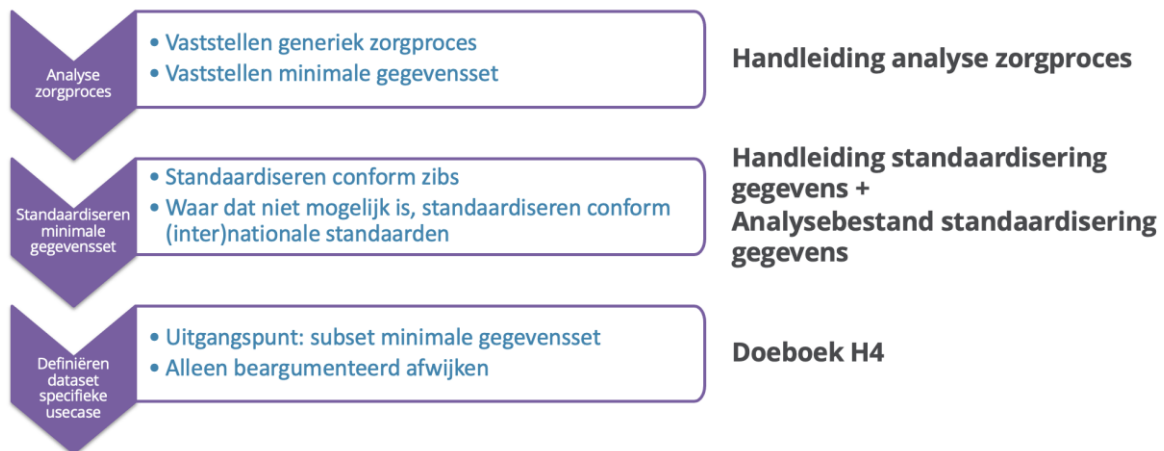 Analyse
zorgproces
• Vaststellen generiek zorgproces
• Vaststellen minimale gegevensset
Handleiding analyse zorgproces
Standaardiseren
minimale
gegevensset
• Standaardiseren conform zibs
• Waar dat niet mogelijk is, standaardiseren conform
(inter)nationale standaarden
Handleiding standaardisering
gegevens +
Analysebestand standaardisering
gegevens
Definiëren
dataset
specifieke
usecase
• Uitgangspunt: subset minimale gegevensset
• Alleen beargumenteerd afwijken
Doeboek H4